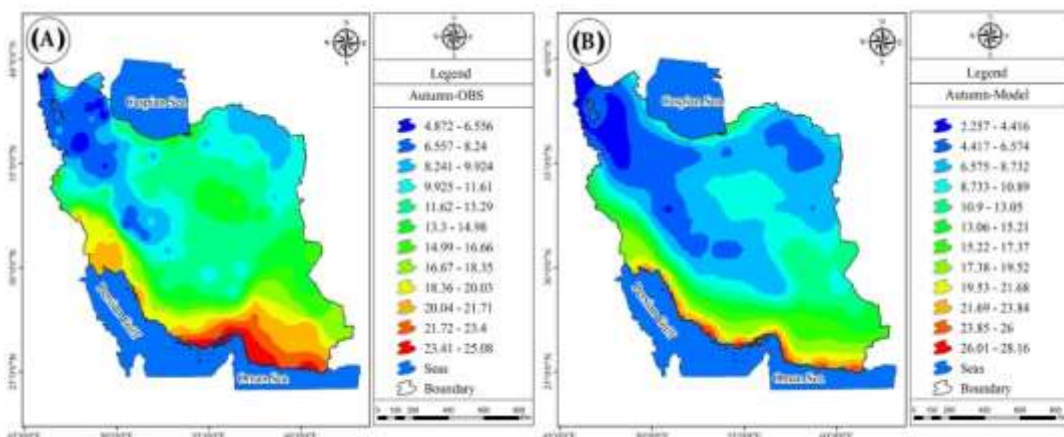 (A)
Caspian Sea
Persian Gulf
Oman Sea
Legend
Autumn-OBS
4.872 - 6.556
6.557 - 8.24
8.241 - 9.924
9.925 - 11.61
11.62 - 13.29
13.3 - 14.98
14.99 - 16.66
16.67 - 18.35
18.36 - 20.03
20.04 - 21.71
21.72 - 23.4
23.41 - 25.08
Seas
Boundary
(B)
Caspian Sea
Persian Gulf
Oman Sea
Legend
Autumn-Model
2.257 - 4.416
4.417 - 6.574
6.575 - 8.732
8.733 - 10.89
10.9 - 13.05
13.06 - 15.21
15.22 - 17.37
17.38 - 19.52
19.53 - 21.68
21.69 - 23.84
23.85 - 26
26.01 - 28.16
Seas
Boundary